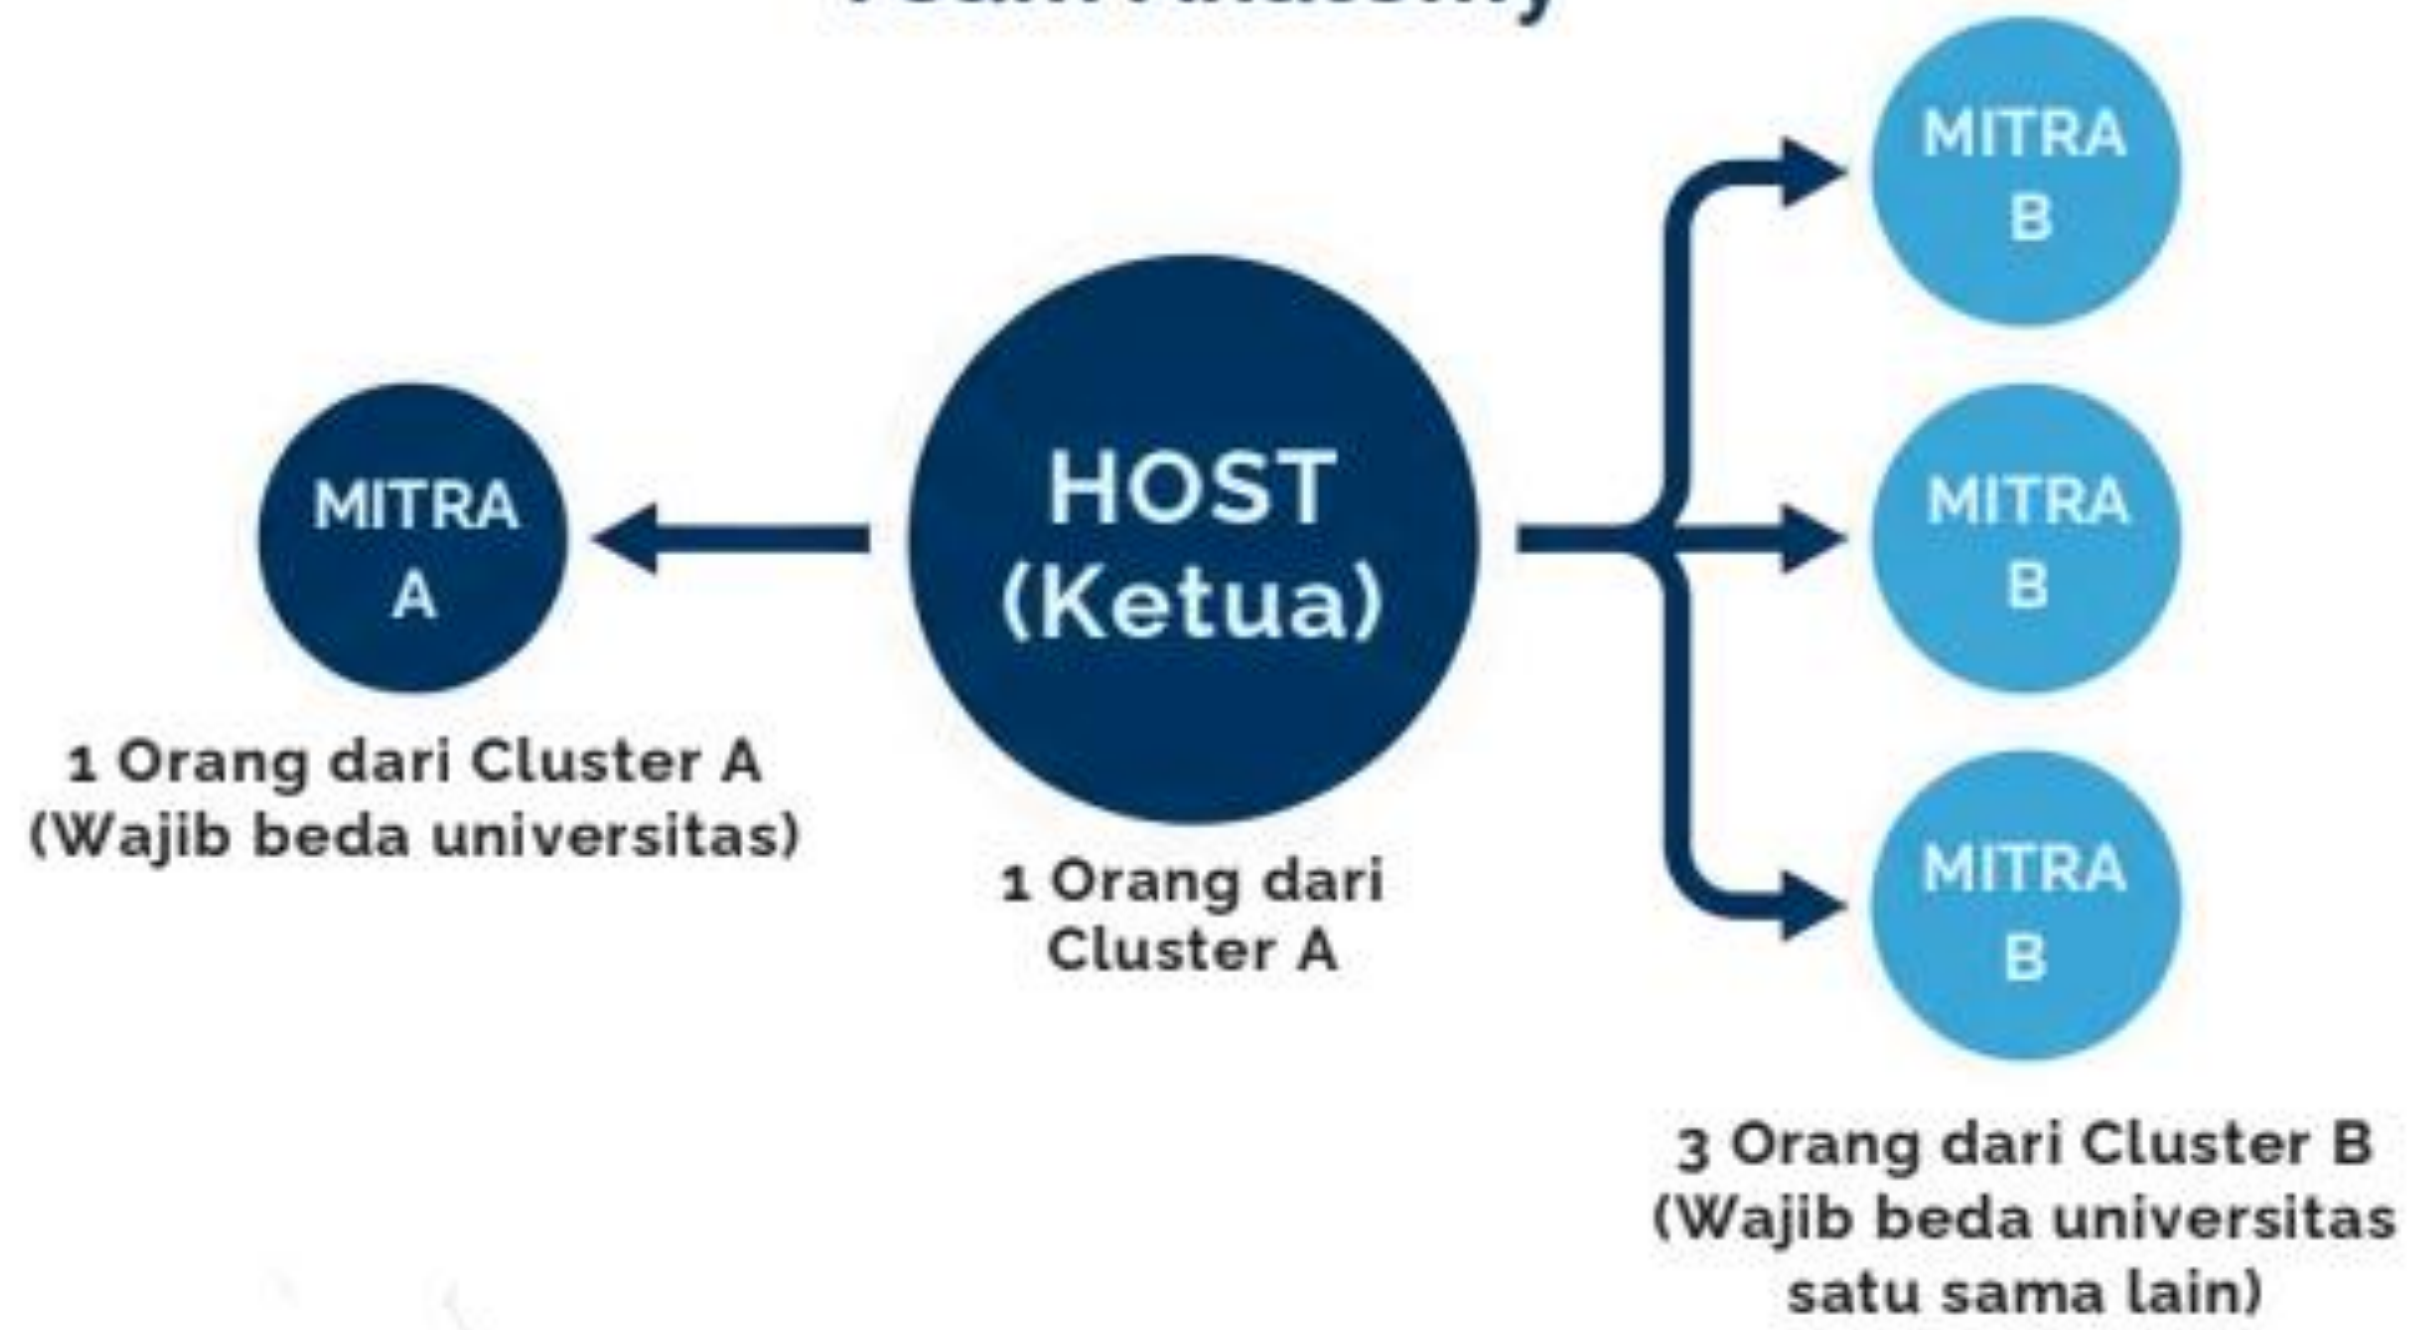 MITRA
A
1 Orang dari Cluster A
(Wajib beda universitas)
HOST
(Ketua)
1 Orang dari
Cluster A
MITRA
B
MITRA
B
MITRA
B
3 Orang dari Cluster B
(Wajib beda universitas
satu sama lain)